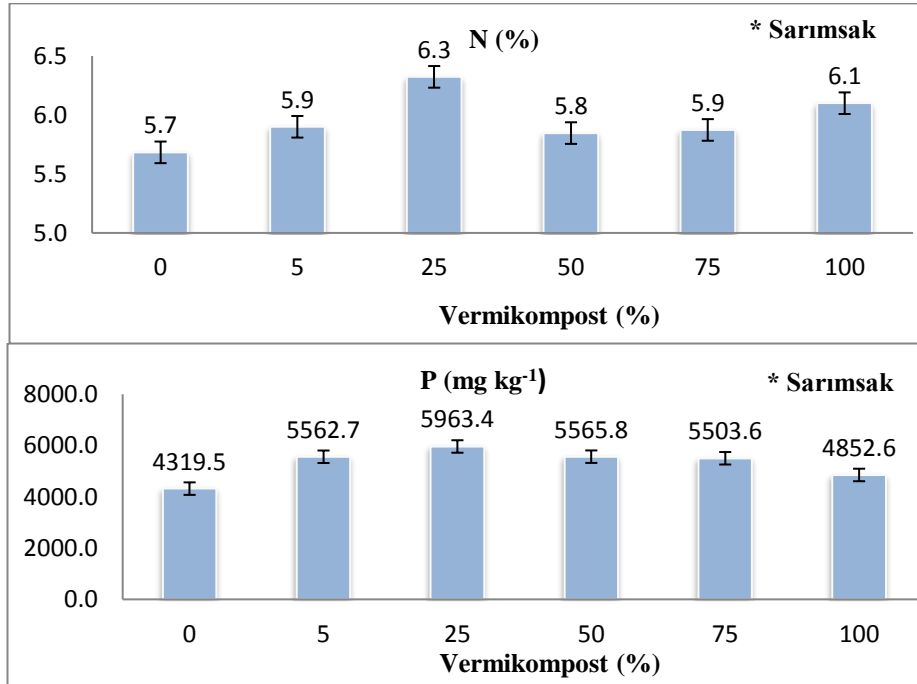 N (%) * Sarımsak
6.5
6.0
5.5
5.0
5.7 5.9 6.3 5.8 5.9 6.1
0 5 25 50 75 100
Vermikompost (%)
P (mg kg⁻¹) * Sarımsak
8000.0
6000.0
4000.0
2000.0
0.0
4319.5 5562.7 5963.4 5565.8 5503.6 4852.6
0 5 25 50 75 100
Vermikompost (%)